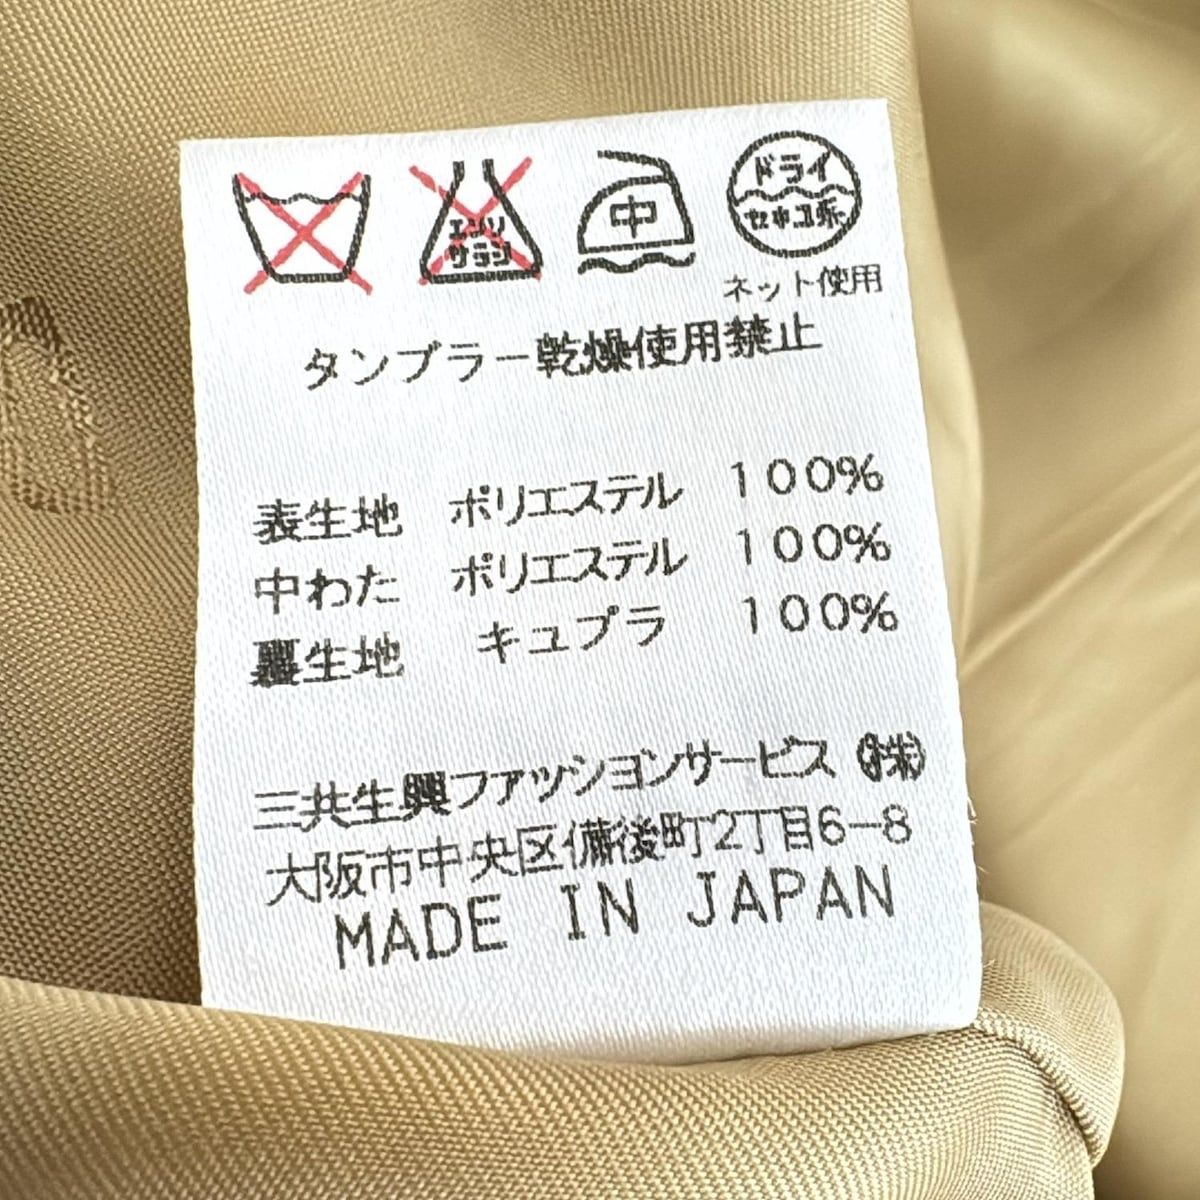 エンソ
サラシ
中
ドライ
セキユ系
ネット使用
タンブラー乾燥使用禁止
表生地 ポリエステル 100%
中わた ポリエステル 100%
裏生地 キュプラ 100%
三共生興ファッションサービス(株)
大阪市中央区備後町2丁目6-8
MADE IN JAPAN